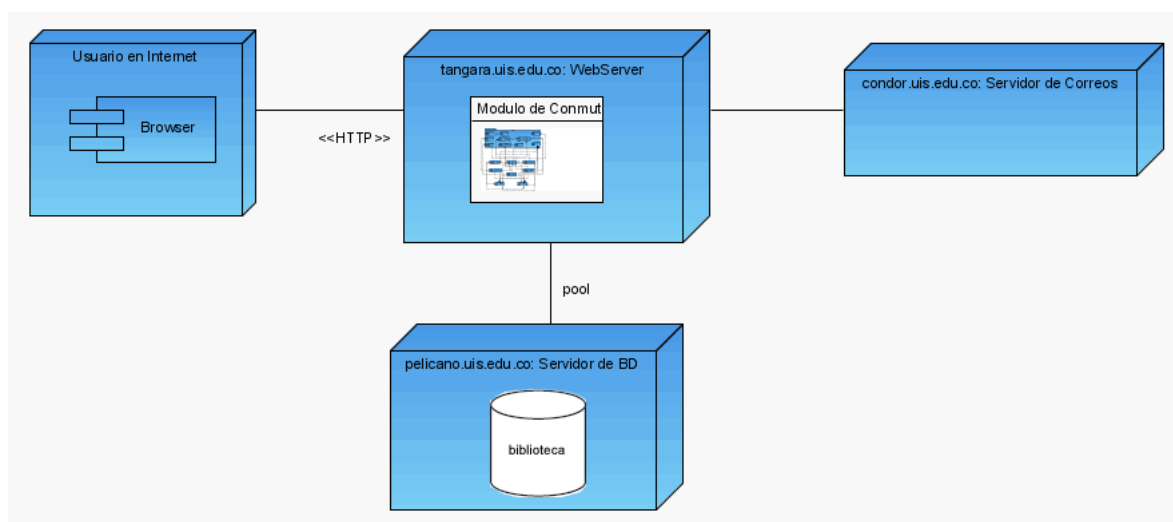 Usuario en Internet
Browser
<<HTTP>>
tangara.uis.edu.co: WebServer
Modulo de Conmut
condor.uis.edu.co: Servidor de Correos
pool
pelicano.uis.edu.co: Servidor de BD
biblioteca